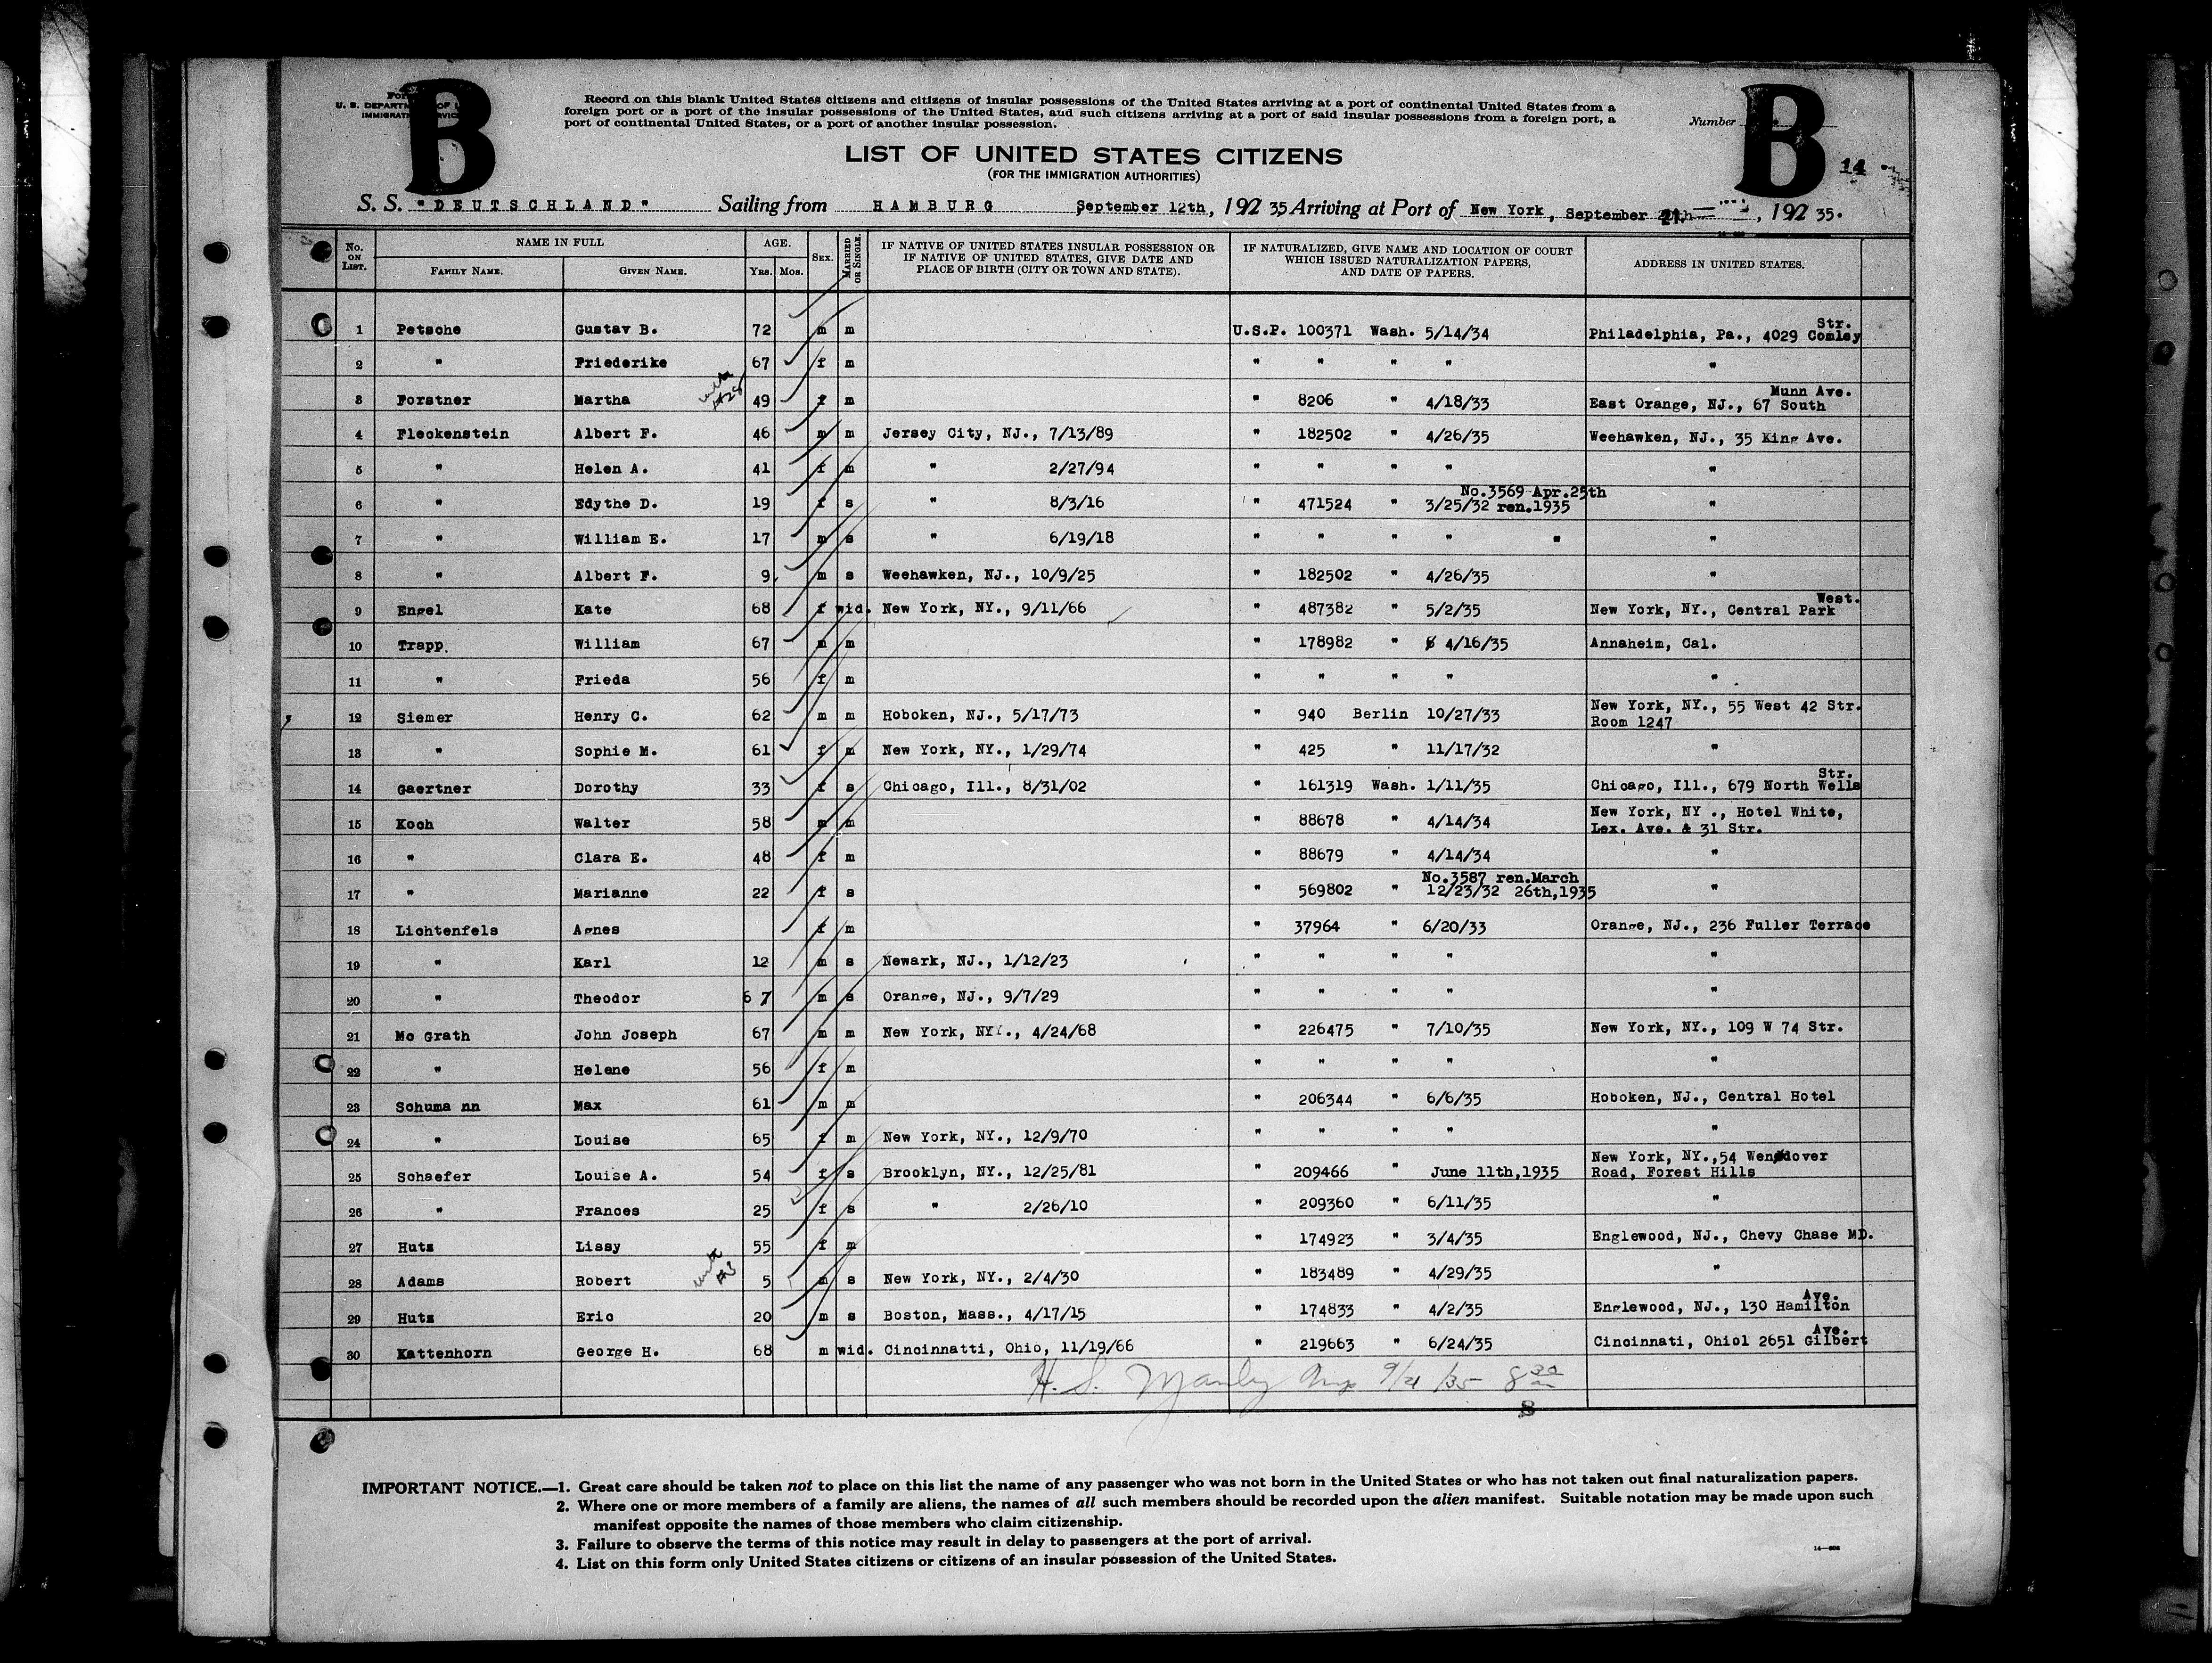 B
B
U. S. DEPARTM OF
IMMIGRAT RVIC
Record on this blank United States citizens and citizens of insular possessions of the United States arriving at a port of continental United States from a
foreign port or a port of the insular possessions of the United States, and such citizens arriving at a port of said insular possessions from a foreign port, a
port of continental United States, or a port of another insular possession.
Number
14
LIST OF UNITED STATES CITIZENS
(FOR THE IMMIGRATION AUTHORITIES)
S. S. "DEUTSCHLAND" Sailing from HAMBURG September 12th, 192 35 Arriving at Port of New York, September 21. , 192 35.
No. ON LIST. NAME IN FULL FAMILY NAME. GIVEN NAME. AGE. Yrs. Mos. SEX. MARRIED OR SINGLE. IF NATIVE OF UNITED STATES INSULAR POSSESSION OR IF NATIVE OF UNITED STATES, GIVE DATE AND PLACE OF BIRTH (CITY OR TOWN AND STATE). IF NATURALIZED, GIVE NAME AND LOCATION OF COURT WHICH ISSUED NATURALIZATION PAPERS, AND DATE OF PAPERS. ADDRESS IN UNITED STATES.
1 Petsche Gustav B. 72 m m U.S.P. 100371 Wash. 5/14/34 Philadelphia, Pa., 4029 Comley Str.
2 " Friederike 67 f m " " " " "
3 Forstner Martha 49 f m " 8206 " 4/18/33 East Orange, NJ., 67 South Munn Ave.
4 Fleckenstein Albert F. 46 m m Jersey City, NJ., 7/13/89 " 182502 " 4/26/35 Weehawken, NJ., 35 King Ave.
5 " Helen A. 41 f m " 2/27/94 " " " " "
6 " Edythe D. 19 f s " 8/3/16 " 471524 " 3/25/32 No.3569 Apr.25th ren.1935 "
7 " William E. 17 m s " 6/19/18 " " " " " "
8 " Albert F. 9 m s Weehawken, NJ., 10/9/25 " 182502 " 4/26/35 "
9 Engel Kate 68 f wid. New York, NY., 9/11/66 " 487382 " 5/2/35 New York, NY., Central Park West.
10 Trapp. William 67 m m " 178982 " 4/16/35 Annaheim, Cal.
11 " Frieda 56 f m " " " " "
12 Siemer Henry C. 62 m m Hoboken, NJ., 5/17/73 " 940 Berlin 10/27/33 New York, NY., 55 West 42 Str. Room 1247
13 " Sophie M. 61 f m New York, NY., 1/29/74 " 425 " 11/17/32 "
14 Gaertner Dorothy 33 f s Chicago, Ill., 8/31/02 " 161319 Wash. 1/11/35 Chicago, Ill., 679 North Wells Str.
15 Koch Walter 58 m m " 88678 " 4/14/34 New York, NY ., Hotel White, Lex. Ave. & 31 Str.
16 " Clara E. 48 f m " 88679 " 4/14/34 "
17 " Marianne 22 f s " 569802 " No.3587 ren.March 12/23/32 26th,1935 "
18 Lichtenfels Agnes f m " 37964 " 6/20/33 Orange, NJ., 236 Fuller Terrace
19 " Karl 12 m s Newark, NJ., 1/12/23 " " " " "
20 " Theodor 6 7 m s Orange, NJ., 9/7/29 " " " " "
21 Mc Grath John Joseph 67 m m New York, NY., 4/24/68 " 226475 " 7/10/35 New York, NY., 109 W 74 Str.
22 " Helene 56 f m " " " " "
23 Schuma nn Max 61 m m " 206344 " 6/6/35 Hoboken, NJ., Central Hotel
24 " Louise 65 f m New York, NY., 12/9/70 " " " " "
25 Schaefer Louise A. 54 f s Brooklyn, NY., 12/25/81 " 209466 " June 11th,1935 New York, NY.,54 Wendover Road, Forest Hills
26 " Frances 25 f s " 2/26/10 " 209360 " 6/11/35 "
27 Huts Lissy 55 f m " 174923 " 3/4/35 Englewood, NJ., Chevy Chase MD.
28 Adams Robert 5 m s New York, NY., 2/4/30 " 183489 " 4/29/35 "
29 Huts Eric 20 m s Boston, Mass., 4/17/15 " 174833 " 4/2/35 Englewood, NJ., 130 Hamilton Ave.
30 Kattenhorn George H. 68 m wid. Cincinnatti, Ohio, 11/19/66 " 219663 " 6/24/35 Cincinnati, Ohio1 2651 Gilbert Ave.
H. S. Manley Insp 9/21/35 8 30
8
IMPORTANT NOTICE.—1. Great care should be taken not to place on this list the name of any passenger who was not born in the United States or who has not taken out final naturalization papers.
2. Where one or more members of a family are aliens, the names of all such members should be recorded upon the alien manifest. Suitable notation may be made upon such
manifest opposite the names of those members who claim citizenship.
3. Failure to observe the terms of this notice may result in delay to passengers at the port of arrival.
4. List on this form only United States citizens or citizens of an insular possession of the United States.